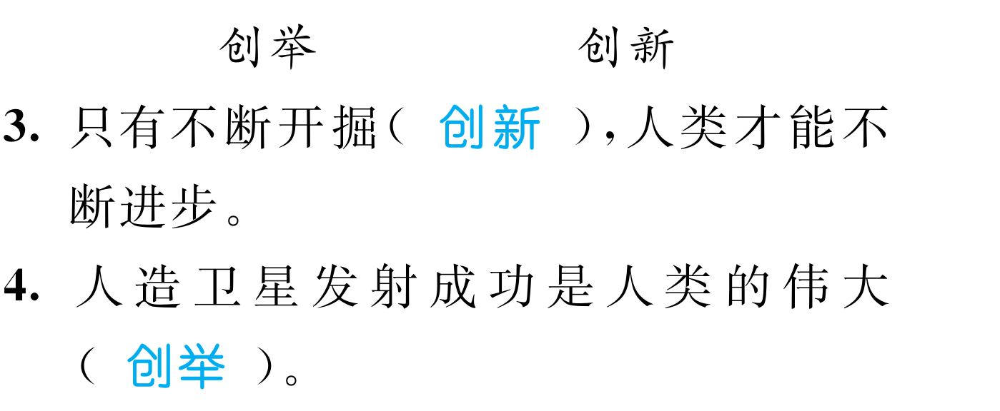 创举 创新
3. 只有不断开掘( 创新 ),人类才能不
断进步。
4. 人造卫星发射成功是人类的伟大
( 创举 )。